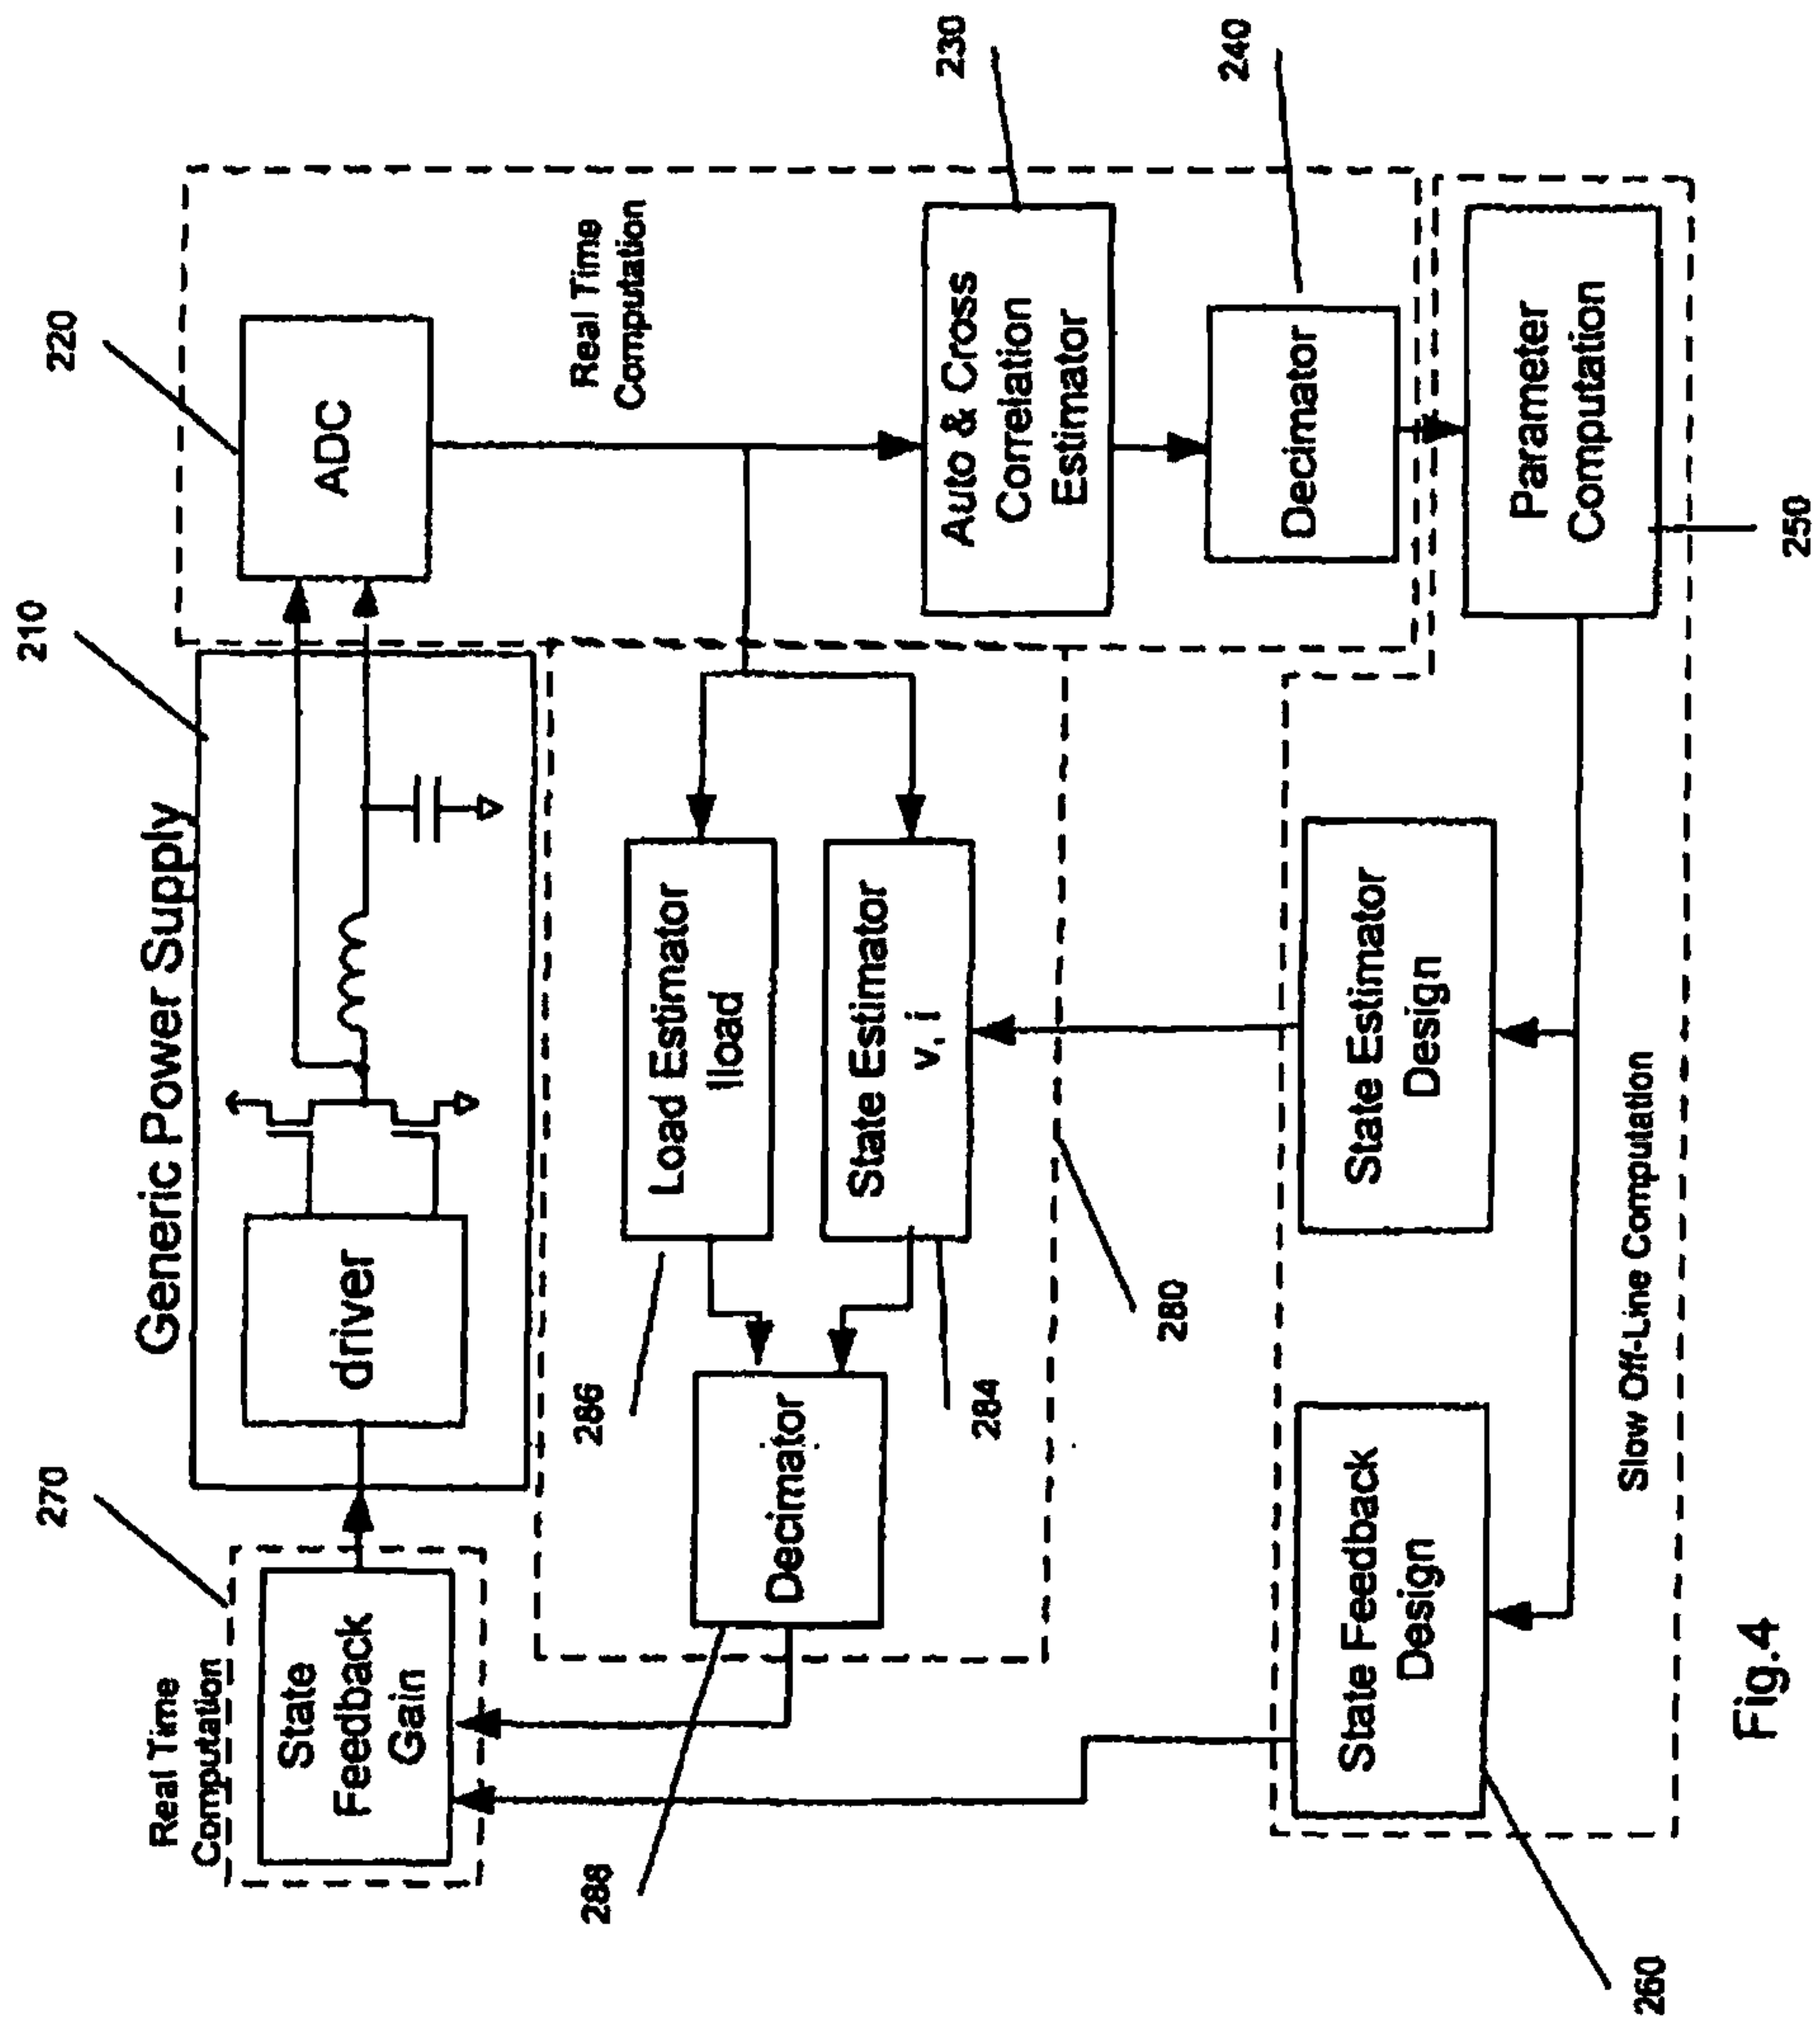 270
210
220
Generic Power Supply
Real Time
Computation
State
Feedback
Gain
driver
ADC
Real Time
Computation
286
Load Estimator
Iload
State Estimator
v, i
Decimator
288
284
280
230
Auto & Cross
Correlation
Estimator
240
Decimator
State Feedback
Design
State Estimator
Design
Parameter
Computation
260
Slow Off-Line Computation
250
Fig.4